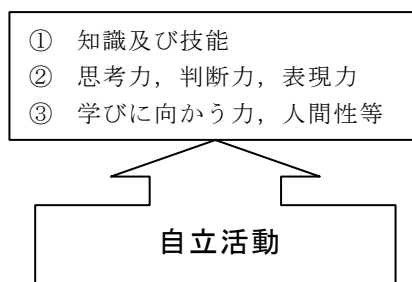 ① 知識及び技能
② 思考力，判断力，表現力
③ 学びに向かう力，人間性等
自立活動